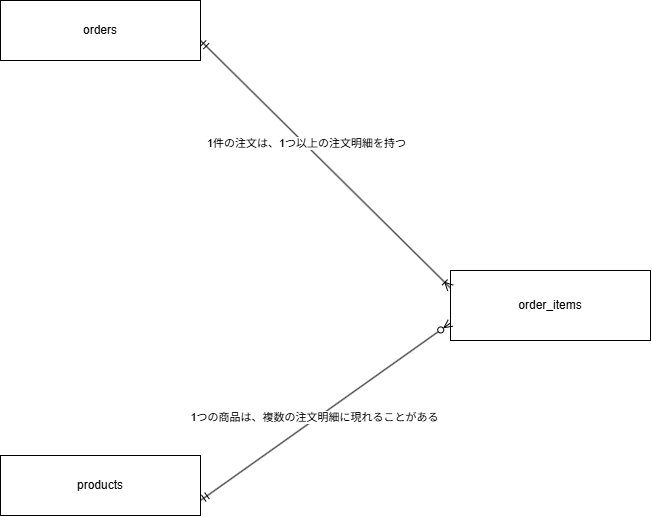 orders
1件の注文は、1つ以上の注文明細を持つ
order_items
1つの商品は、複数の注文明細に現れることがある
products